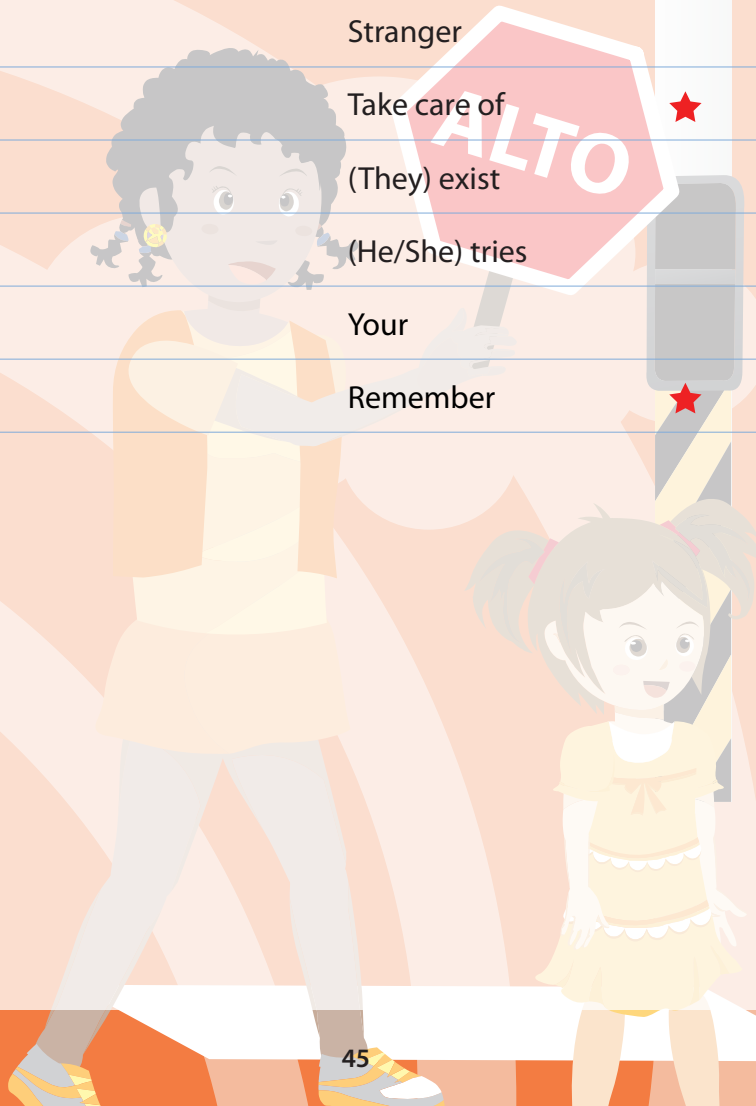 Stranger
Take care of
ALTO
(They) exist
(He/She) tries
Your
Remember
45